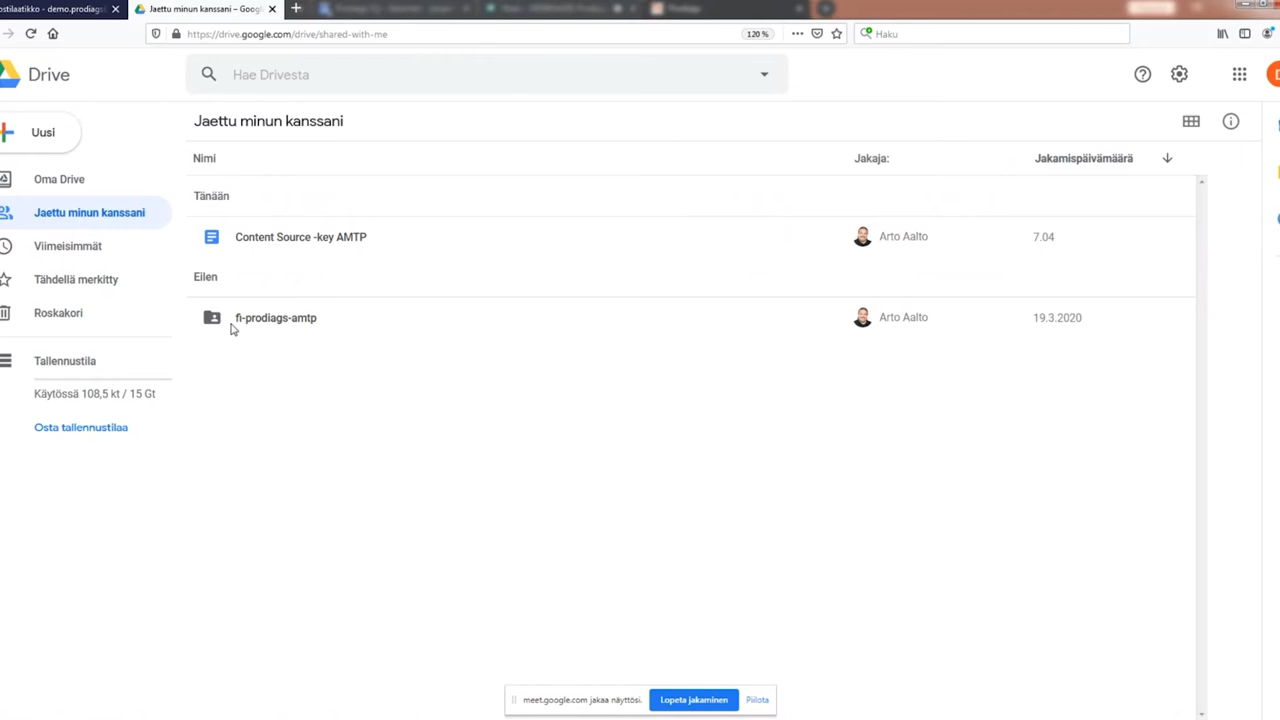 ostilaatikko - demo.prodiags
Jaettu minun kanssani – Googl
https://drive.google.com/drive/shared-with-me
120 %
Haku
Drive
Hae Drivesta
Uusi
Jaettu minun kanssani
Nimi
Jakaja:
Jakamispäivämäärä
Oma Drive
Tänään
Jaettu minun kanssani
Content Source -key AMTP
Arto Aalto
7.04
Viimeisimmät
Eilen
Tähdellä merkitty
Roskakori
fi-prodiags-amtp
Arto Aalto
19.3.2020
Tallennustila
Käytössä 108,5 kt / 15 Gt
Osta tallennustilaa
meet.google.com jakaa näyttösi.
Lopeta jakaminen
Piilota